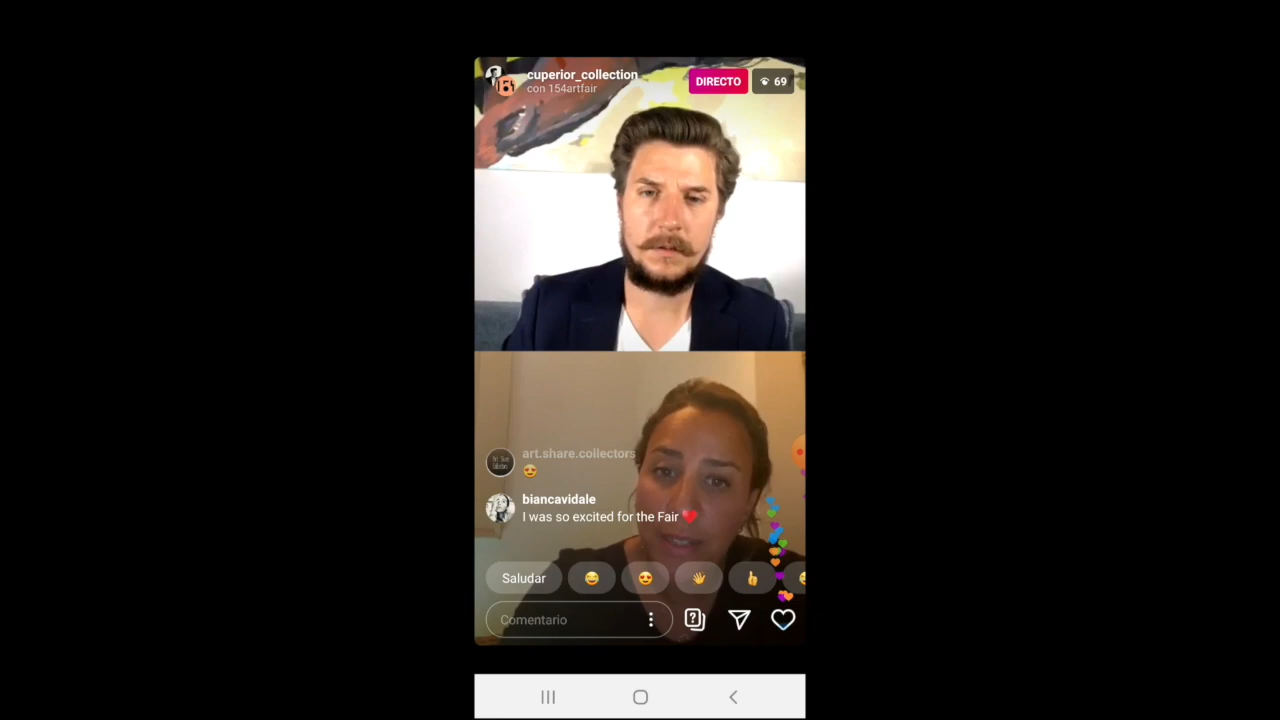 cuperior_collection
con 154artfair
DIRECTO
69
art.share.collectors
biancavidale
I was so excited for the Fair
Saludar
Comentario